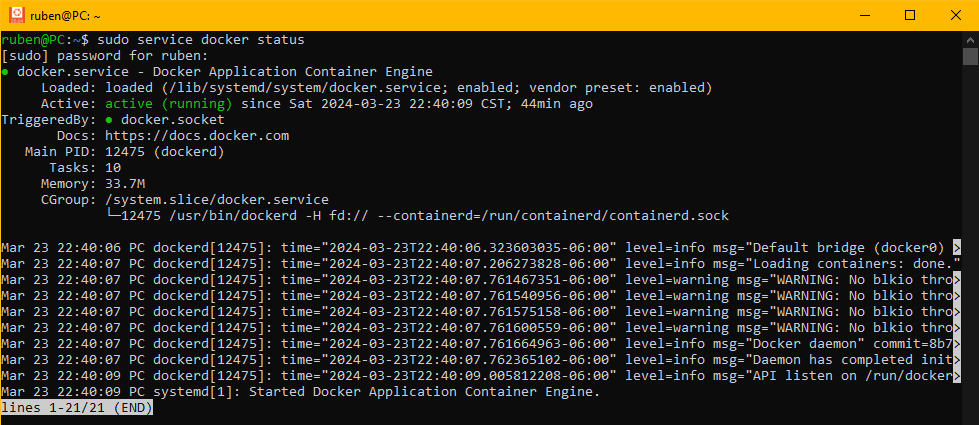 ruben@PC: ~
ruben@PC:~$ sudo service docker status
[sudo] password for ruben:
● docker.service - Docker Application Container Engine
Loaded: loaded (/lib/systemd/system/docker.service; enabled; vendor preset: enabled)
Active: active (running) since Sat 2024-03-23 22:40:09 CST; 44min ago
TriggeredBy: ● docker.socket
Docs: https://docs.docker.com
Main PID: 12475 (dockerd)
Tasks: 10
Memory: 33.7M
CGroup: /system.slice/docker.service
└─12475 /usr/bin/dockerd -H fd:// --containerd=/run/containerd/containerd.sock
Mar 23 22:40:06 PC dockerd[12475]: time="2024-03-23T22:40:06.323603035-06:00" level=info msg="Default bridge (docker0) >
Mar 23 22:40:07 PC dockerd[12475]: time="2024-03-23T22:40:07.206273828-06:00" level=info msg="Loading containers: done."
Mar 23 22:40:07 PC dockerd[12475]: time="2024-03-23T22:40:07.761467351-06:00" level=warning msg="WARNING: No blkio thro>
Mar 23 22:40:07 PC dockerd[12475]: time="2024-03-23T22:40:07.761540956-06:00" level=warning msg="WARNING: No blkio thro>
Mar 23 22:40:07 PC dockerd[12475]: time="2024-03-23T22:40:07.761575158-06:00" level=warning msg="WARNING: No blkio thro>
Mar 23 22:40:07 PC dockerd[12475]: time="2024-03-23T22:40:07.761600559-06:00" level=warning msg="WARNING: No blkio thro>
Mar 23 22:40:07 PC dockerd[12475]: time="2024-03-23T22:40:07.761664963-06:00" level=info msg="Docker daemon" commit=8b7>
Mar 23 22:40:07 PC dockerd[12475]: time="2024-03-23T22:40:07.762365102-06:00" level=info msg="Daemon has completed init>
Mar 23 22:40:09 PC dockerd[12475]: time="2024-03-23T22:40:09.005812208-06:00" level=info msg="API listen on /run/docker>
Mar 23 22:40:09 PC systemd[1]: Started Docker Application Container Engine.
lines 1-21/21 (END)